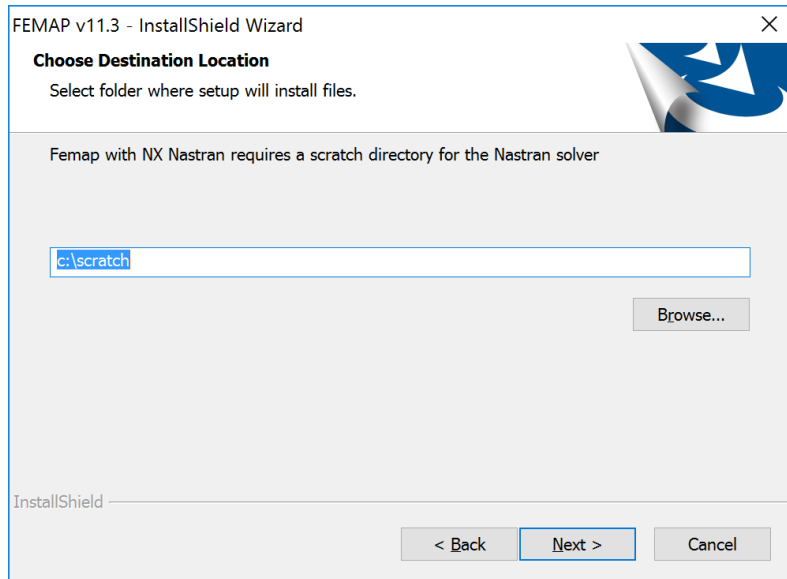 FEMAP v11.3 - InstallShield Wizard
Choose Destination Location
Select folder where setup will install files.
Femap with NX Nastran requires a scratch directory for the Nastran solver
c:\scratch
Browse...
InstallShield
< Back
Next >
Cancel